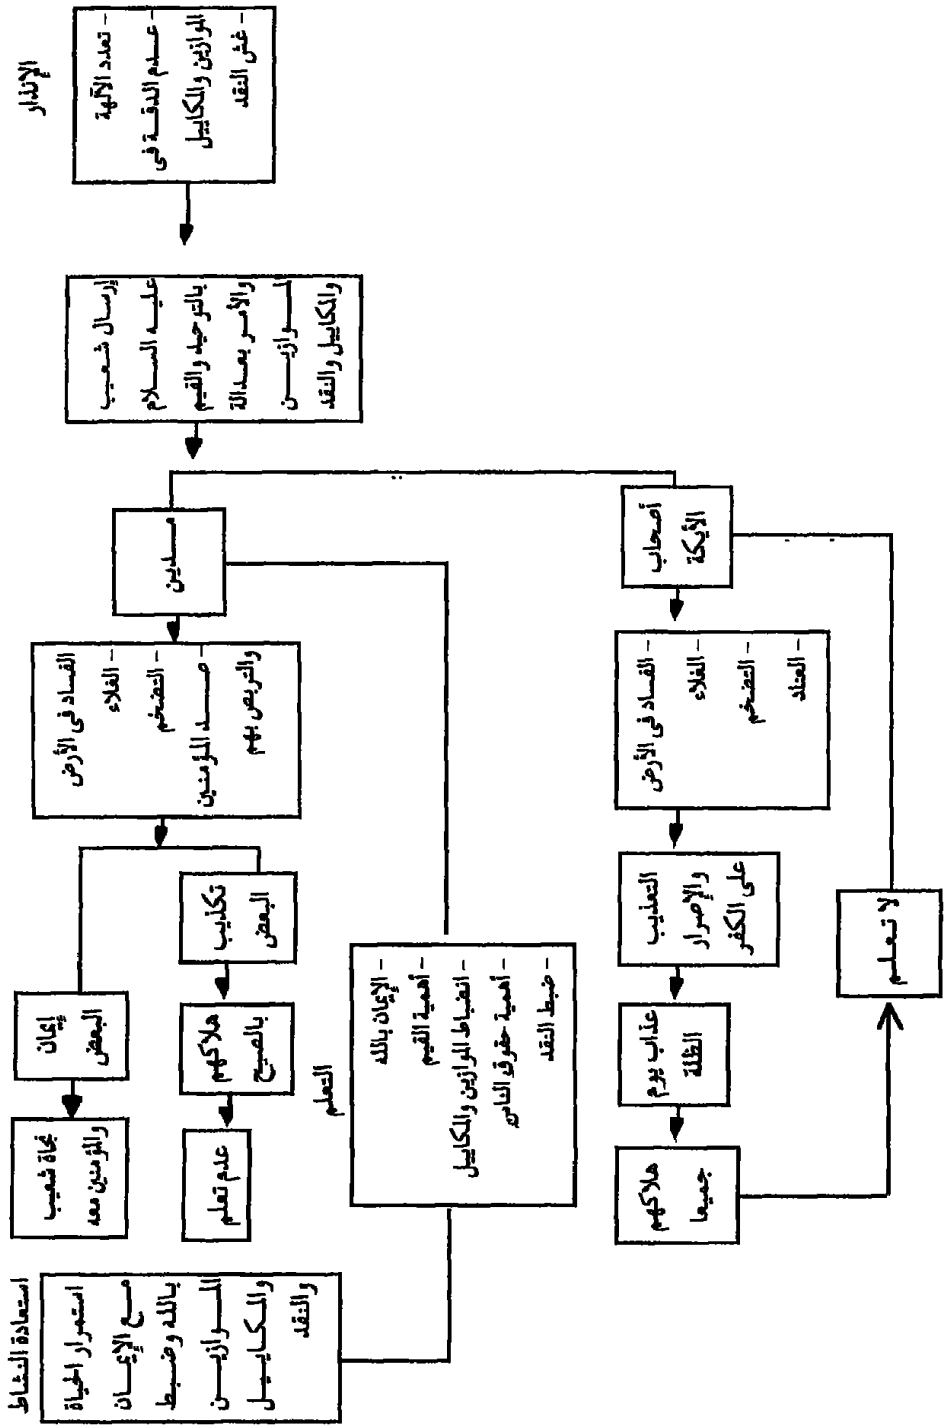 الإنذار
- تعدد الآلهة
- عدم الدقة فى
الموازين والمكاييل
- غش النقد
إرسال شعيب
عليه السلام
بالتوحيد والقيم
والأمر بعدالة
الموازين
والمكاييل والنقد
مدين
الفساد فى الأرض
- الغلاء
- التضخم
- صد المؤمنين
والتربص بهم
تكذيب
البعض
هلاكهم
بالصيحة
عدم تعلم
إيمان
البعض
نجاة شعيب
والمؤمنين معه
أصحاب
الأيكة
- الفساد فى الأرض
- الغلاء
- التضخم
- العناد
التعذيب
والإصرار
على الكفر
عذاب يوم
الظلة
هلاكهم
جميعا
لا تعلم
التعلم
- الإيمان بالله
- أهمية القيم
- انضباط الموازين والمكاييل
- أهمية حقوق الناس
- ضبط النقد
استعادة النشاط
استمرار الحياة
مع الإيمان
بالله وضبط
الموازين
والمكاييل
والنقد